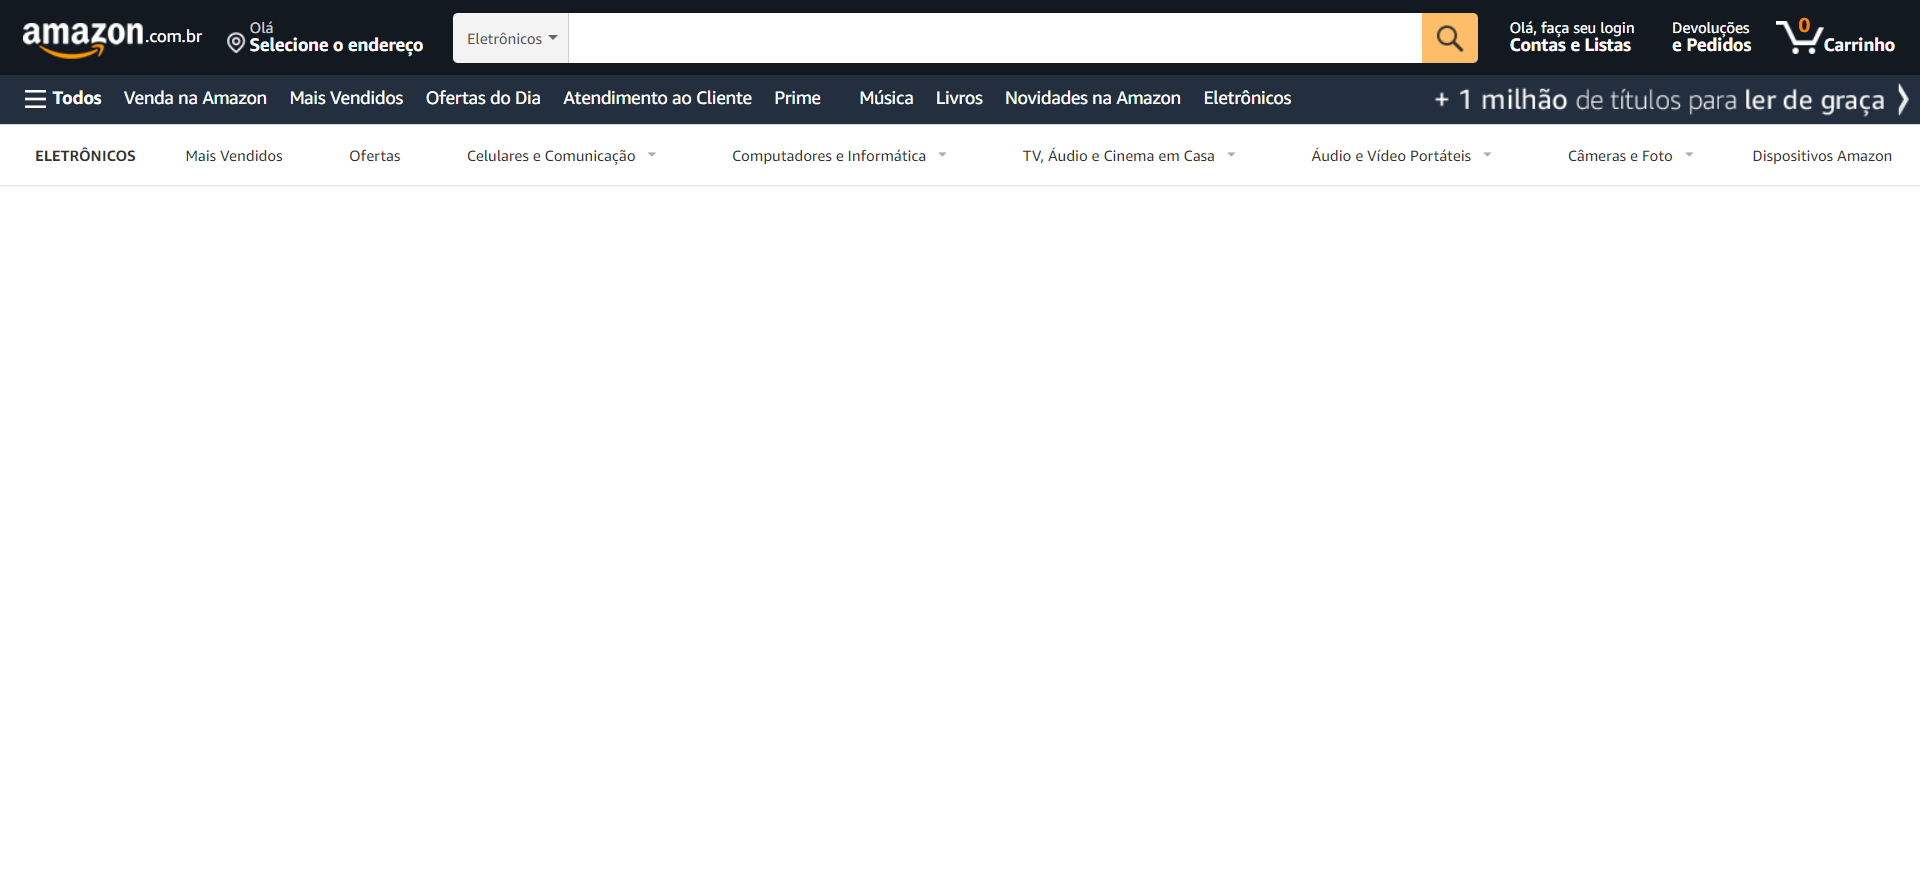 amazon.com.br
Olá
Selecione o endereço
Eletrônicos
Olá, faça seu login
Contas e Listas
Devoluções
e Pedidos
0
Carrinho
Todos
Venda na Amazon
Mais Vendidos
Ofertas do Dia
Atendimento ao Cliente
Prime
Música
Livros
Novidades na Amazon
Eletrônicos
+ 1 milhão de títulos para ler de graça
ELETRÔNICOS
Mais Vendidos
Ofertas
Celulares e Comunicação
Computadores e Informática
TV, Áudio e Cinema em Casa
Áudio e Vídeo Portáteis
Câmeras e Foto
Dispositivos Amazon